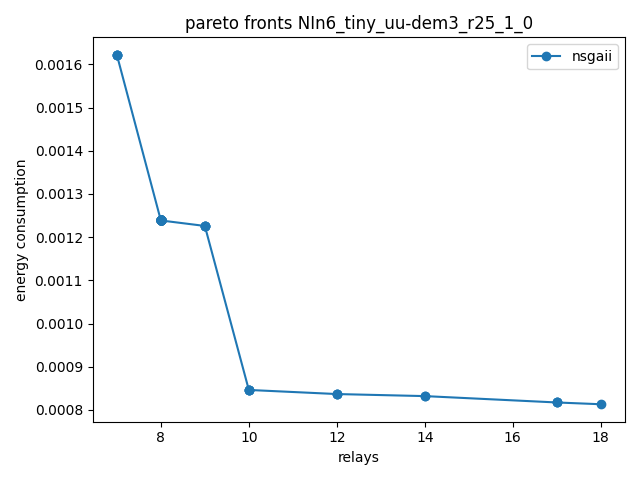 pareto fronts NIn6_tiny_uu-dem3_r25_1_0
nsgaii
0.0016
0.0015
0.0014
0.0013
0.0012
0.0011
0.0010
0.0009
0.0008
energy consumption
8 10 12 14 16 18
relays